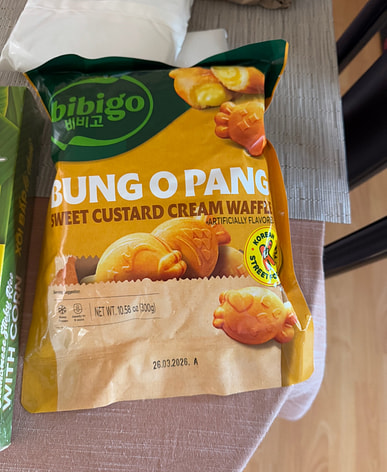 bibigo
비비고
BUNG O PANG
SWEET CUSTARD CREAM WAFFLE
ARTIFICIALLY FLAVORED
KOREAN
STREET
NET WT. 10.58 oz (300g)
26.03.2026. A
WITH CORN